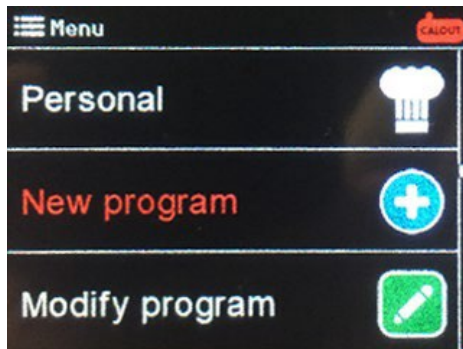 Menu
CALOUT
Personal
New program
Modify program